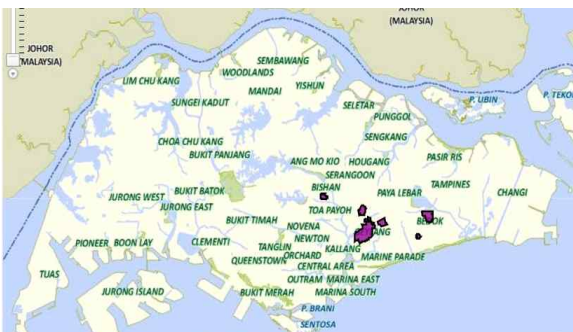 JOHOR
(MALAYSIA)
JOHOR
(MALAYSIA)
SEMBAWANG
WOODLANDS
LIM CHU KANG
MANDAI
YISHUN
SUNGEI KADUT
SELETAR
P. UBIN
P. TEKO
PUNGGOL
SENGKANG
CHOA CHU KANG
BUKIT PANJANG
ANG MO KIO
HOUGANG
PASIR RIS
SERANGOON
BISHAN
TAMPINES
BUKIT BATOK
PAYA LEBAR
CHANGI
JURONG WEST
JURONG EAST
TOA PAYOH
BUKIT TIMAH
NOVENA
PIONEER
BOON LAY
CLEMENTI
NEWTON
TANGLIN
KALLANG
ORCHARD
MARINE PARADE
QUEENSTOWN
CENTRAL AREA
TUAS
OUTRAM
MARINA EAST
JURONG ISLAND
BUKIT MERAH
MARINA SOUTH
P. BRANI
SENTOSA